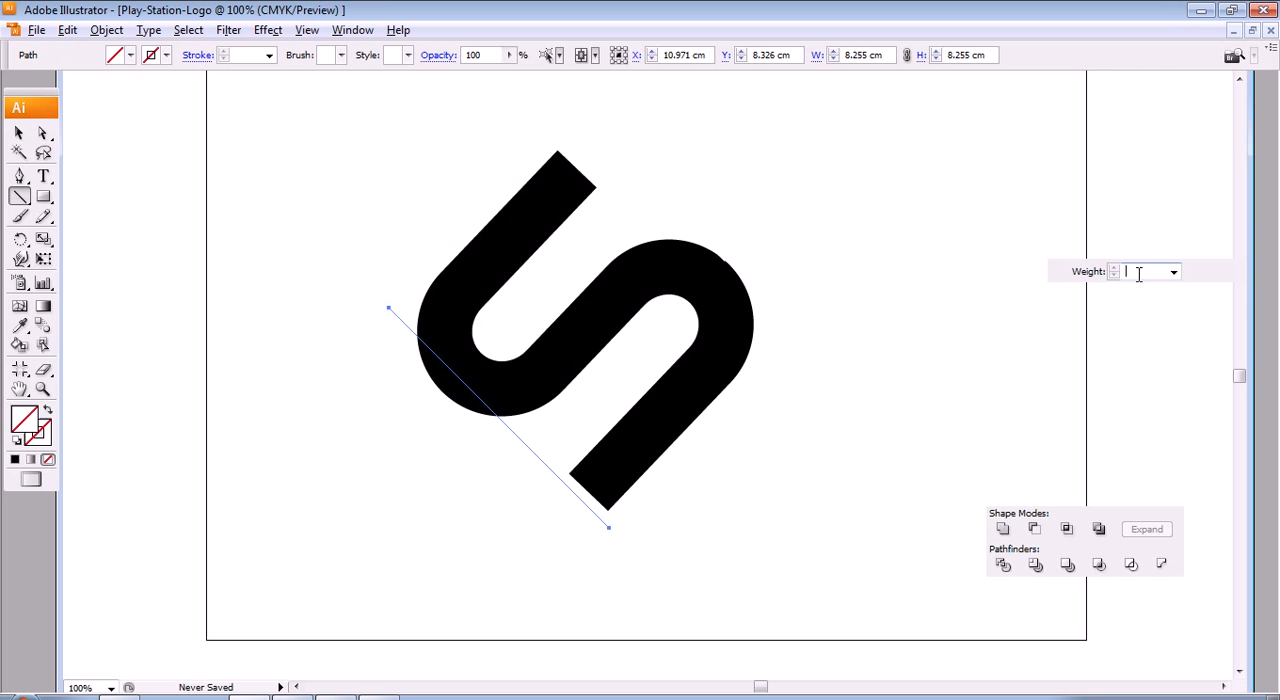 Adobe Illustrator - [Play-Station-Logo @ 100% (CMYK/Preview) ]
File Edit Object Type Select Filter Effect View Window Help
Path Stroke: Brush: Style: Opacity: 100 % X: 10.971 cm Y: 8.326 cm W: 8.255 cm H: 8.255 cm
Ai
Weight:
Shape Modes:
Expand
Pathfinders:
100% Never Saved